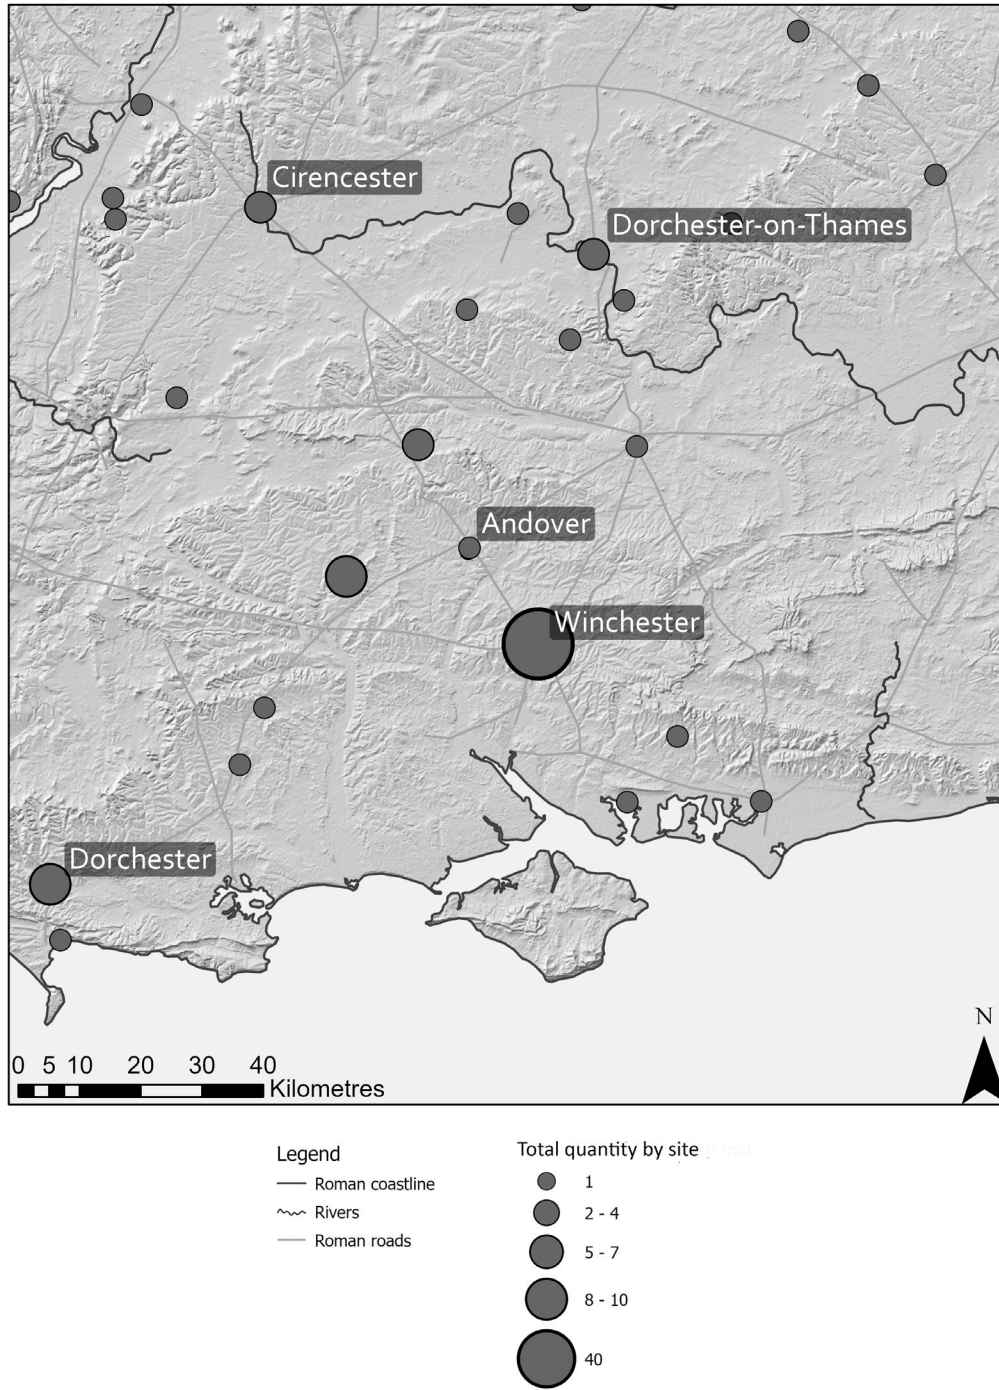 Cirencester
Dorchester-on-Thames
Andover
Winchester
Dorchester
N
0 5 10 20 30 40
Kilometres
Legend
Roman coastline
Rivers
Roman roads
Total quantity by site
1
2 - 4
5 - 7
8 - 10
40